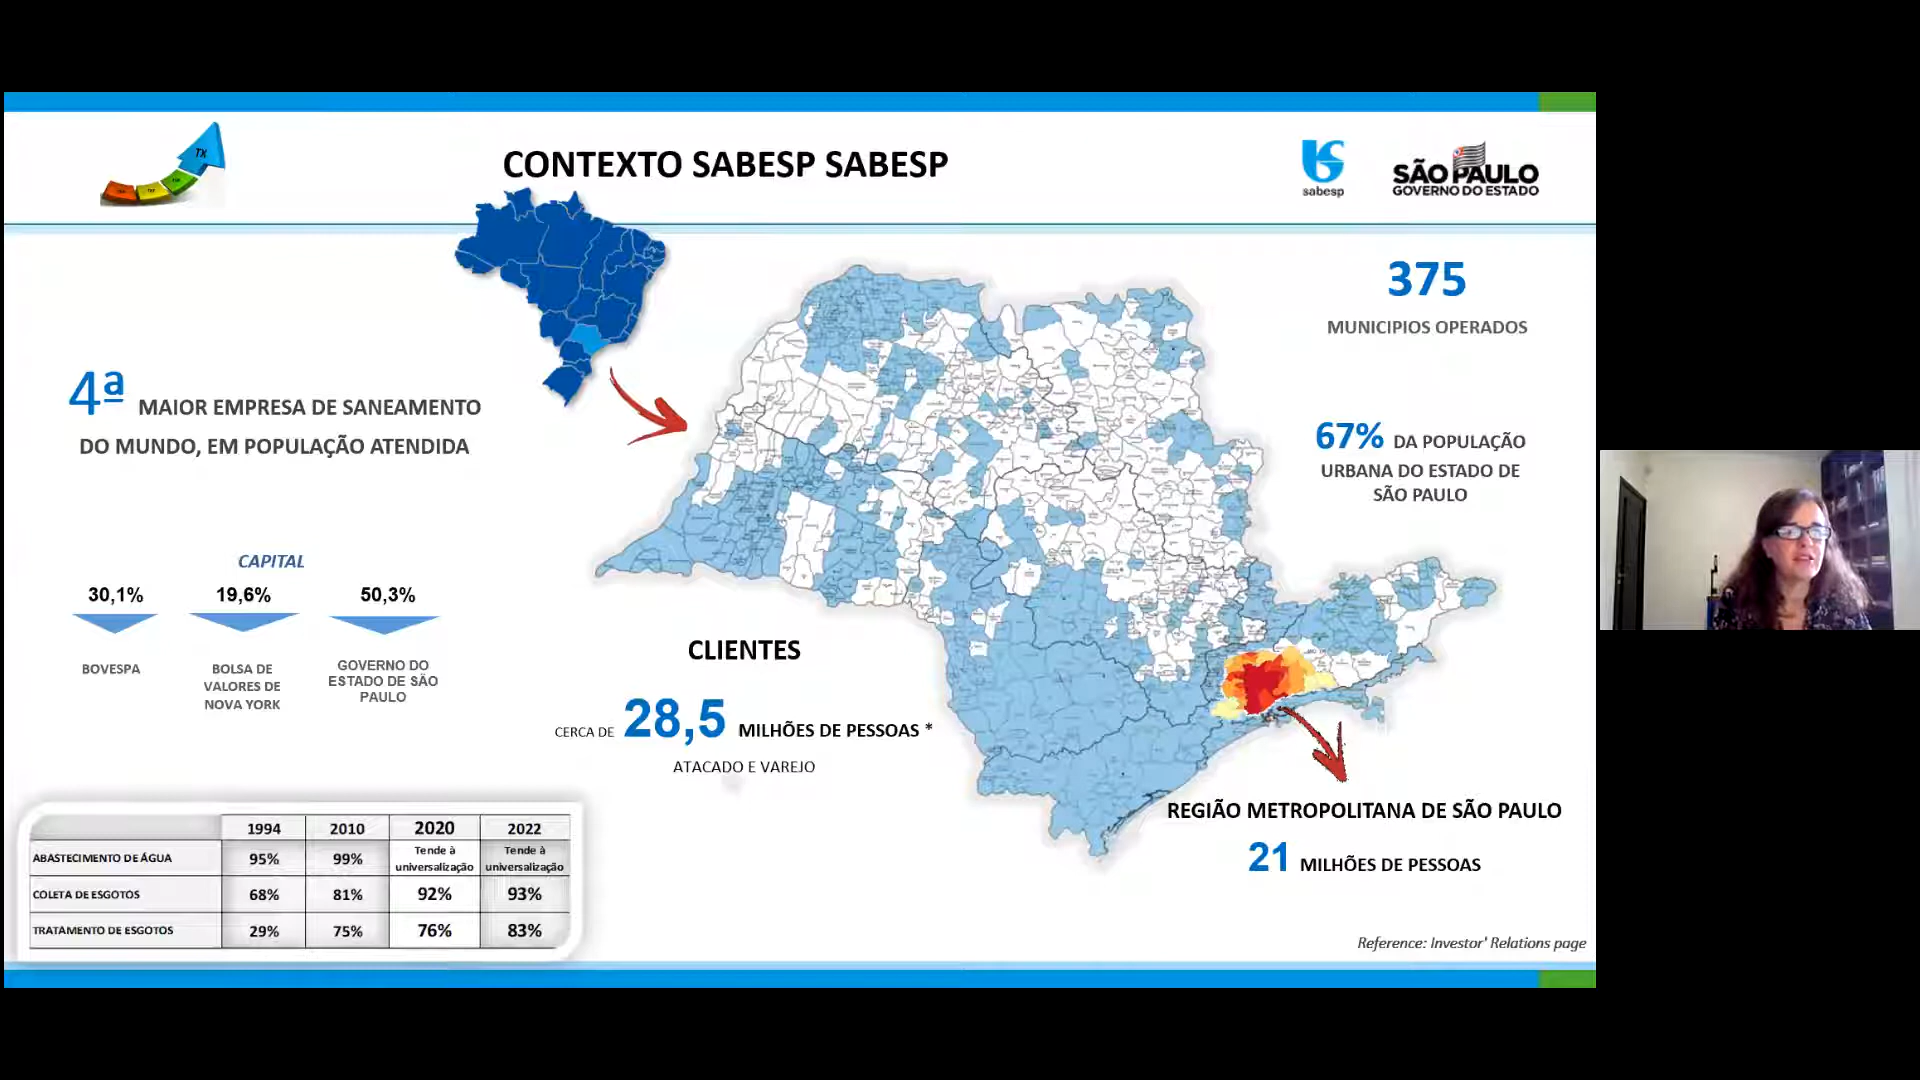 TX
CONTEXTO SABESP SABESP
sabesp
SÃO PAULO
GOVERNO DO ESTADO
375
MUNICIPIOS OPERADOS
4ª MAIOR EMPRESA DE SANEAMENTO
DO MUNDO, EM POPULAÇÃO ATENDIDA
67% DA POPULAÇÃO
URBANA DO ESTADO DE
SÃO PAULO
CAPITAL
30,1% 19,6% 50,3%
BOVESPA
BOLSA DE
VALORES DE
NOVA YORK
GOVERNO DO
ESTADO DE SÃO
PAULO
CLIENTES
CERCA DE 28,5 MILHÕES DE PESSOAS *
ATACADO E VAREJO
REGIÃO METROPOLITANA DE SÃO PAULO
21 MILHÕES DE PESSOAS
1994 2010 2020 2022
ABASTECIMENTO DE ÁGUA 95% 99% Tende à universalização Tende à universalização
COLETA DE ESGOTOS 68% 81% 92% 93%
TRATAMENTO DE ESGOTOS 29% 75% 76% 83%
Reference: Investor' Relations page